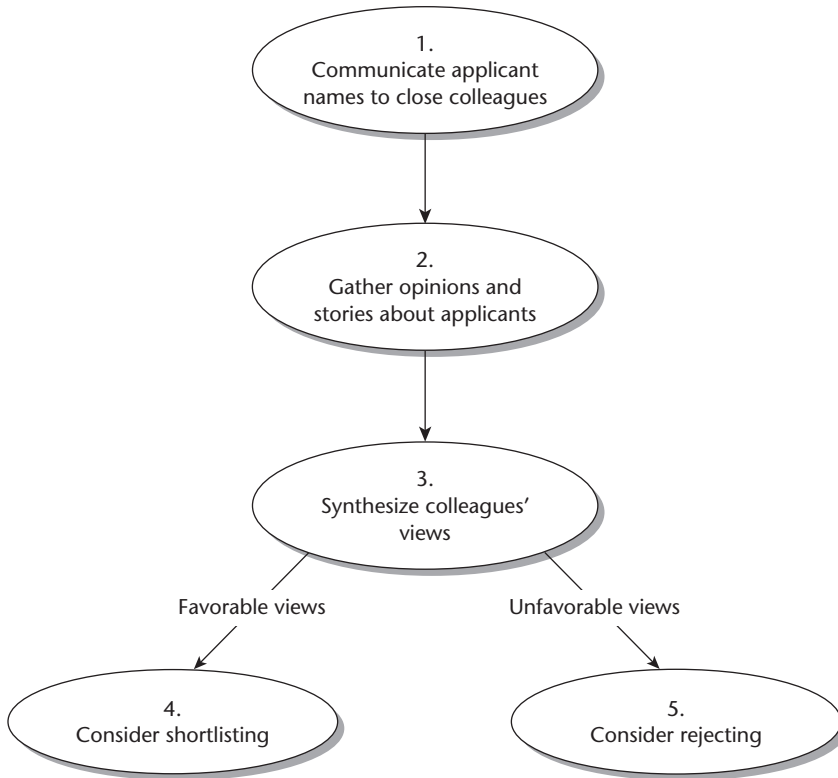 1.
Communicate applicant
names to close colleagues
2.
Gather opinions and
stories about applicants
3.
Synthesize colleagues’
views
Favorable views
Unfavorable views
4.
Consider shortlisting
5.
Consider rejecting